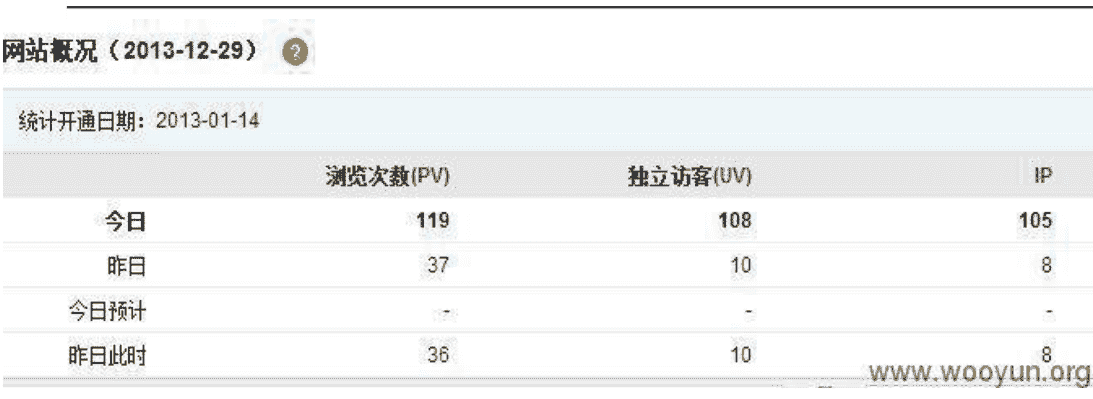 网站概况（2013-12-29） ?
统计开通日期：2013-01-14
浏览次数(PV) 独立访客(UV) IP
今日 119 108 105
昨日 37 10 8
今日预计 - - -
昨日此时 36 10 8
www.wooyun.org